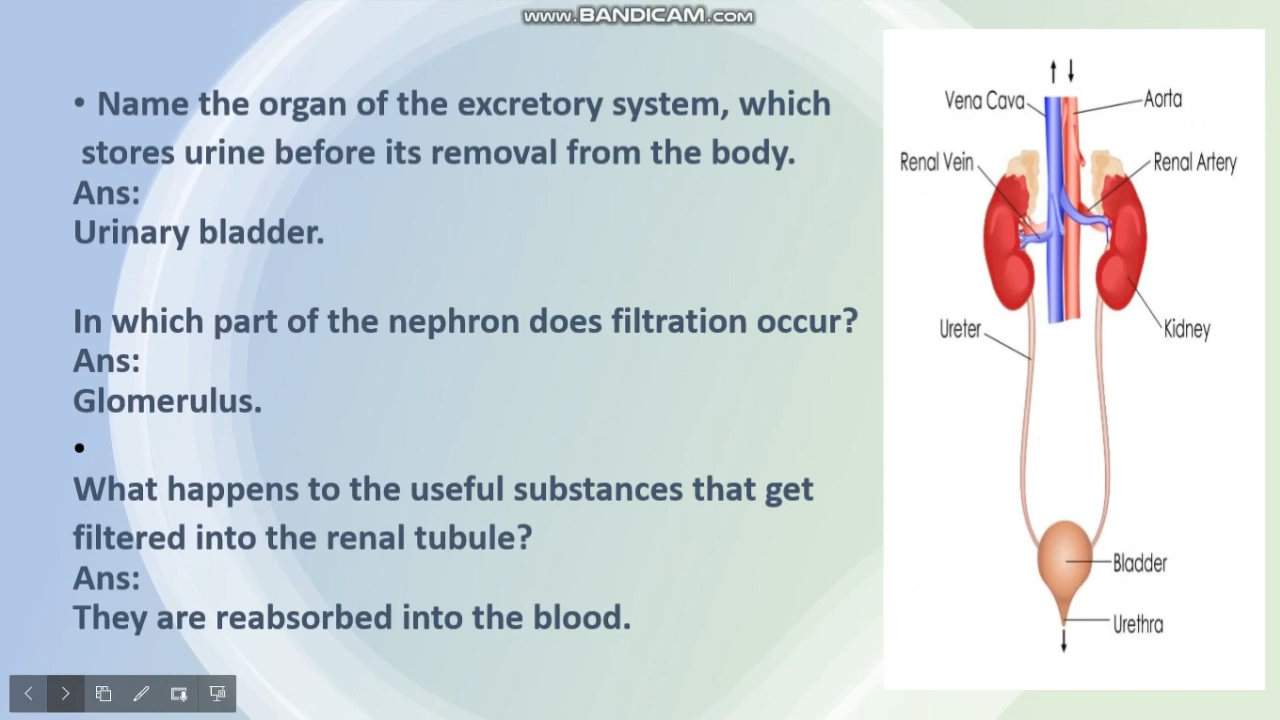 www.BANDICAM.com
• Name the organ of the excretory system, which
stores urine before its removal from the body.
Ans:
Urinary bladder.
In which part of the nephron does filtration occur?
Ans:
Glomerulus.
•
What happens to the useful substances that get
filtered into the renal tubule?
Ans:
They are reabsorbed into the blood.
Vena Cava
Aorta
Renal Vein
Renal Artery
Ureter
Kidney
Bladder
Urethra